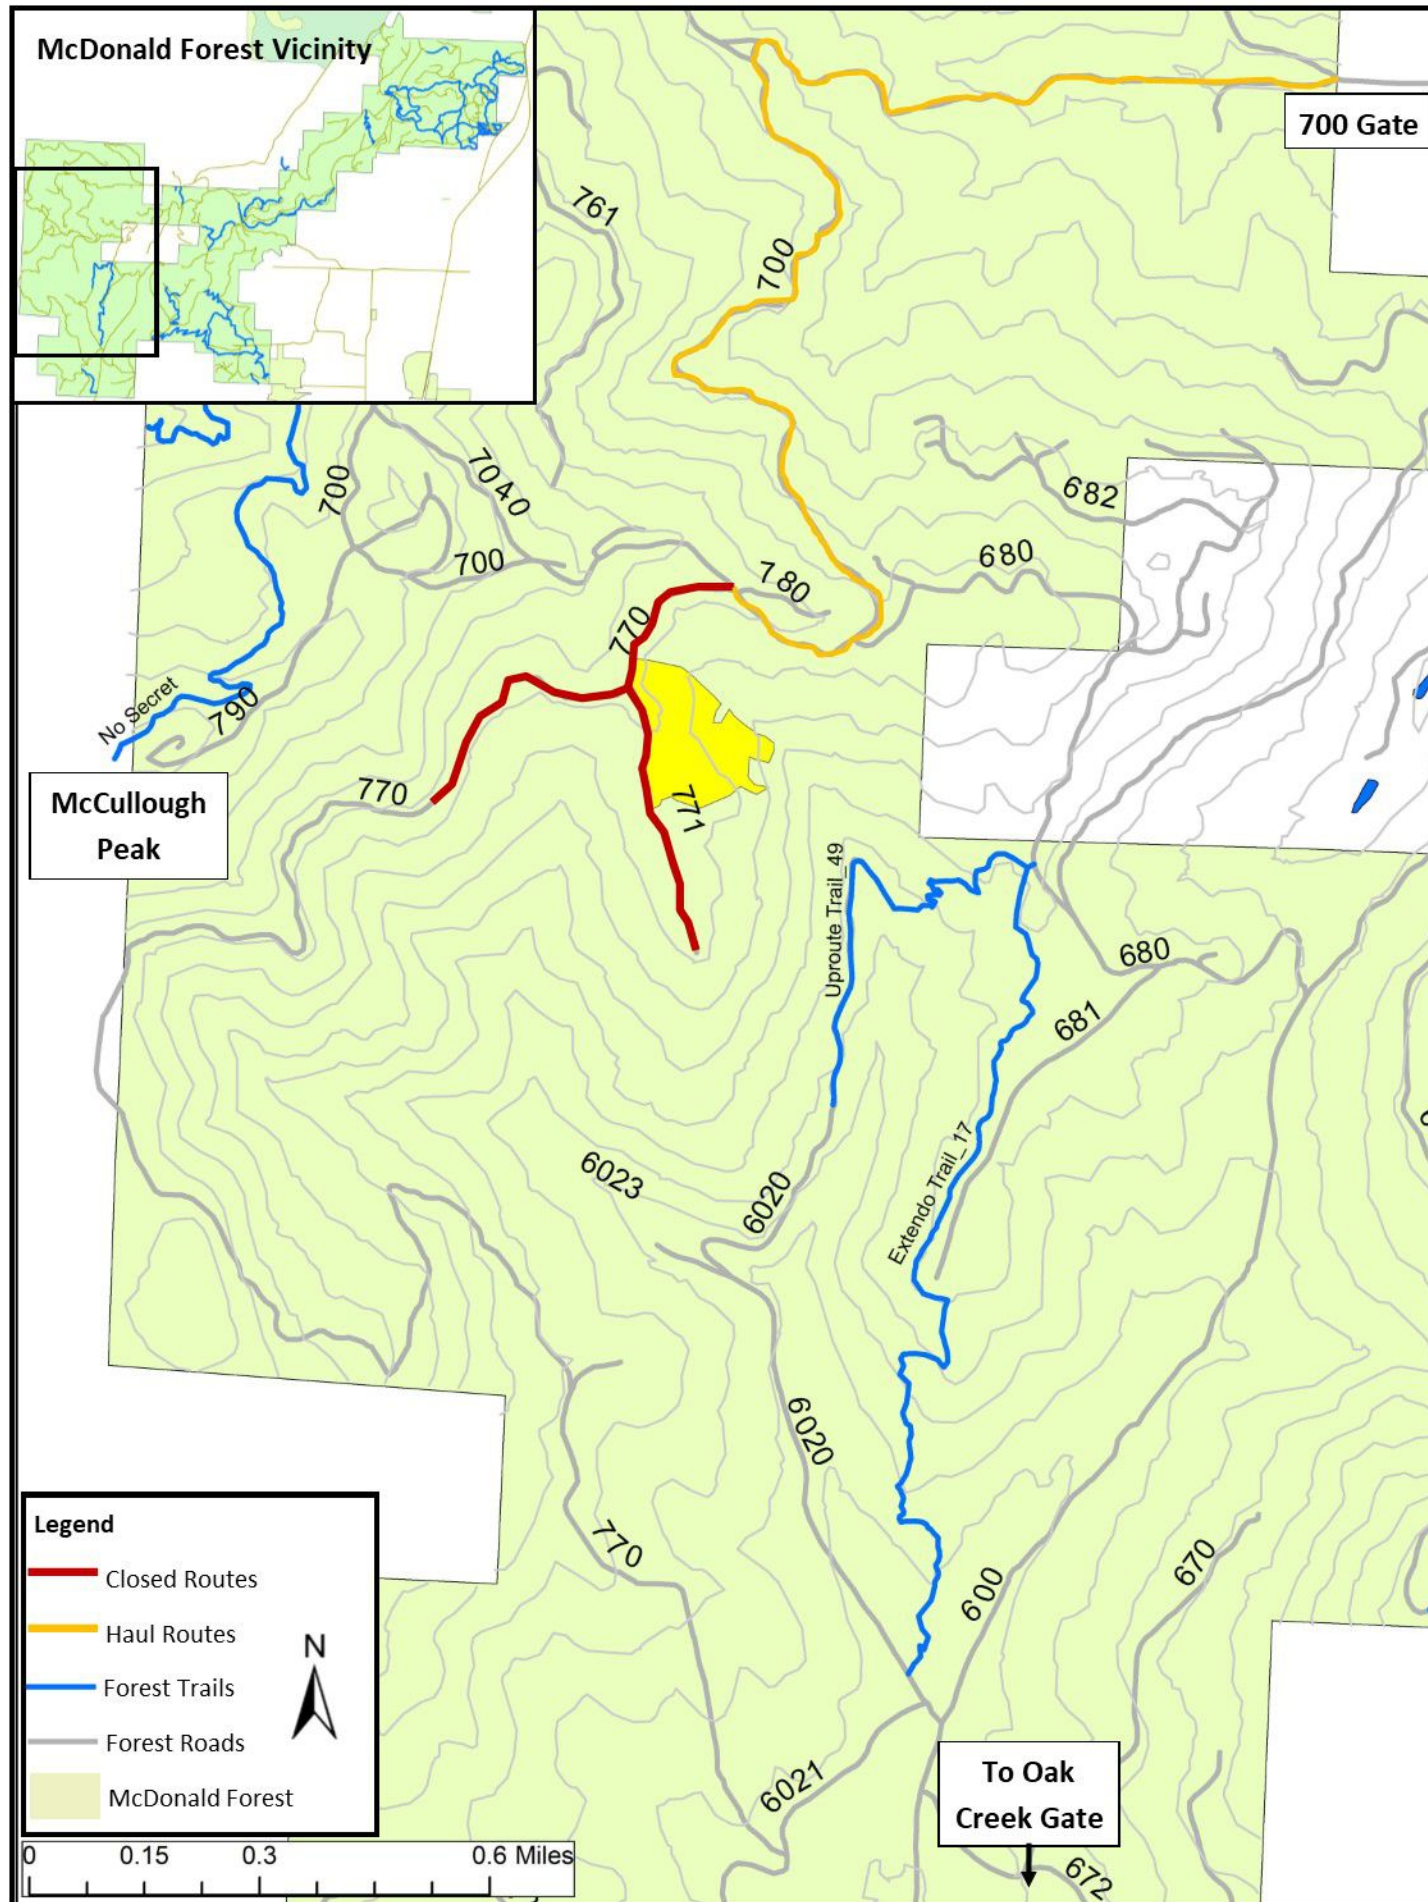 McDonald Forest Vicinity
700 Gate
761
700
7040
700
700
682
680
780
770
No Secret
790
McCullough
Peak
770
771
Uproute Trail_49
680
681
Extendo Trail_17
6023
6020
6020
770
600
670
6021
672
To Oak
Creek Gate
Legend
Closed Routes
Haul Routes
Forest Trails
Forest Roads
McDonald Forest
N
0 0.15 0.3 0.6 Miles